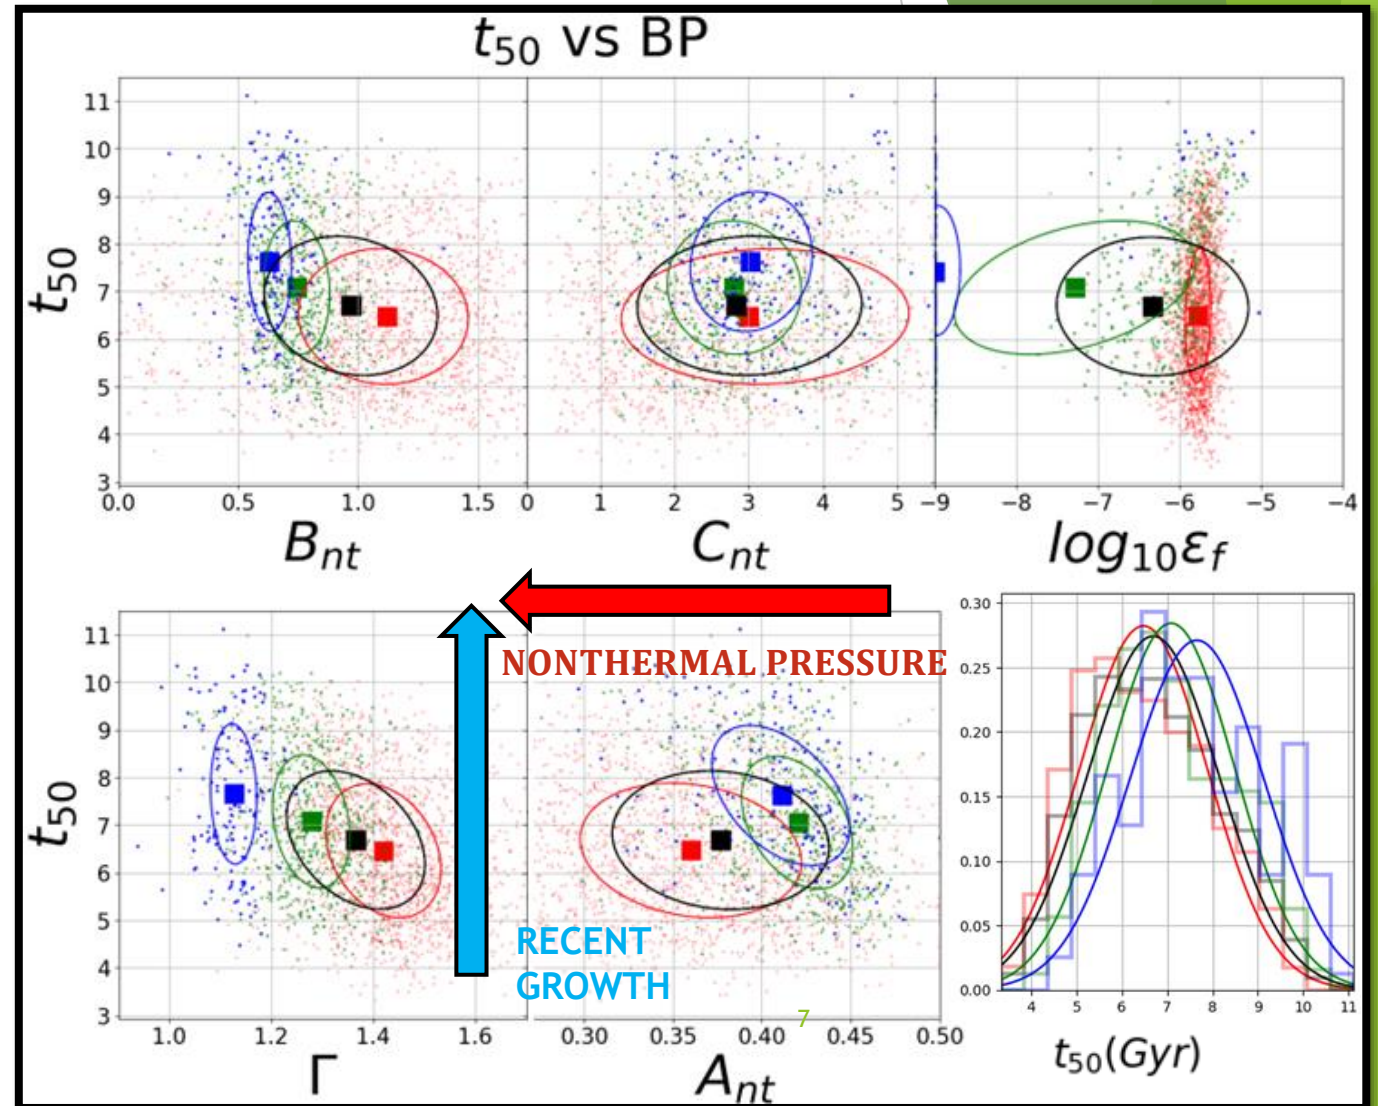 t50 vs BP
11
10
9
8
7
6
5
4
3
t50
0.0 0.5 1.0 1.5 0 1 2 3 4 5 −9 −8 −7 −6 −5 −4
Bnt Cnt log10εf
NONTHERMAL PRESSURE
RECENT
GROWTH
11
10
9
8
7
6
5
4
3
t50
1.0 1.2 1.4 1.6 0.30 0.35 0.40 0.45 0.50
7
Γ Ant
0.30
0.25
0.20
0.15
0.10
0.05
0.00
4 5 6 7 8 9 10 11
t50(Gyr)